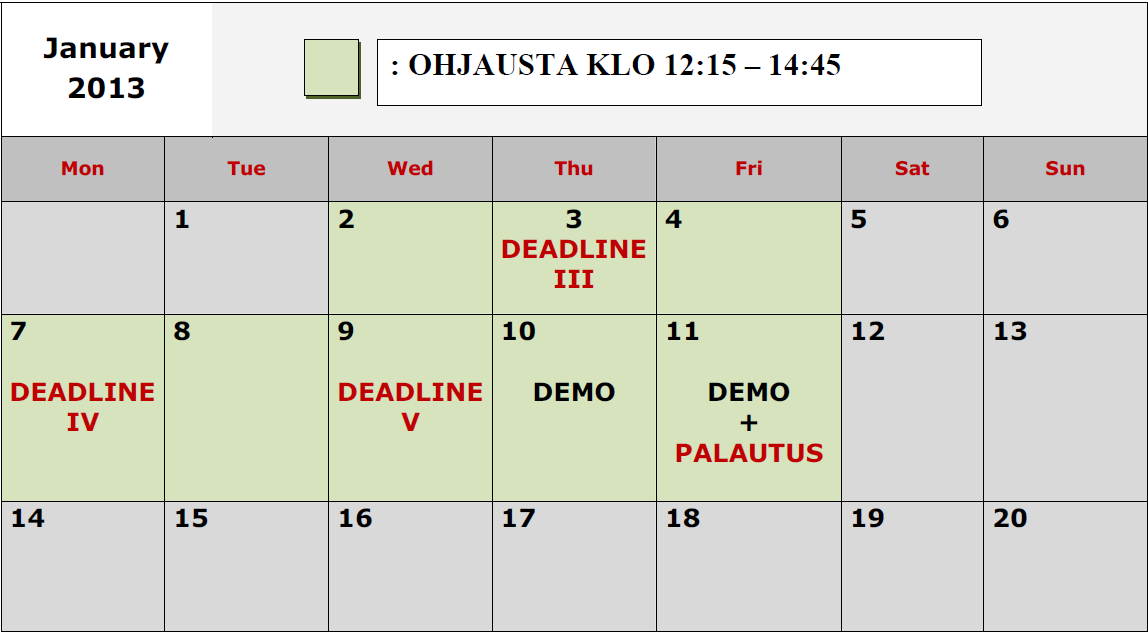 January
2013
: OHJAUSTA KLO 12:15 – 14:45
Mon Tue Wed Thu Fri Sat Sun
1 2 3 4 5 6
DEADLINE
III
7 8 9 10 11 12 13
DEADLINE DEADLINE DEMO DEMO
IV V +
PALAUTUS
14 15 16 17 18 19 20